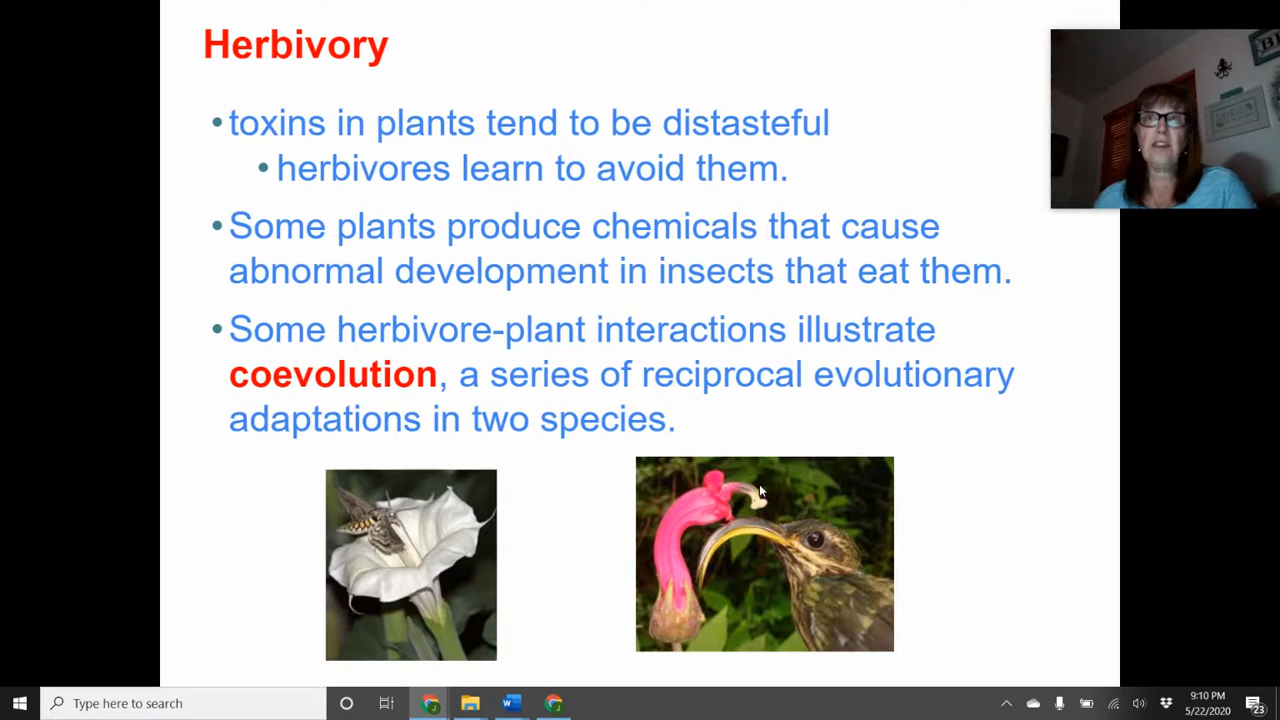 Herbivory
•toxins in plants tend to be distasteful
•herbivores learn to avoid them.
•Some plants produce chemicals that cause
abnormal development in insects that eat them.
•Some herbivore-plant interactions illustrate
coevolution, a series of reciprocal evolutionary
adaptations in two species.
Type here to search
9:10 PM
5/22/2020
23